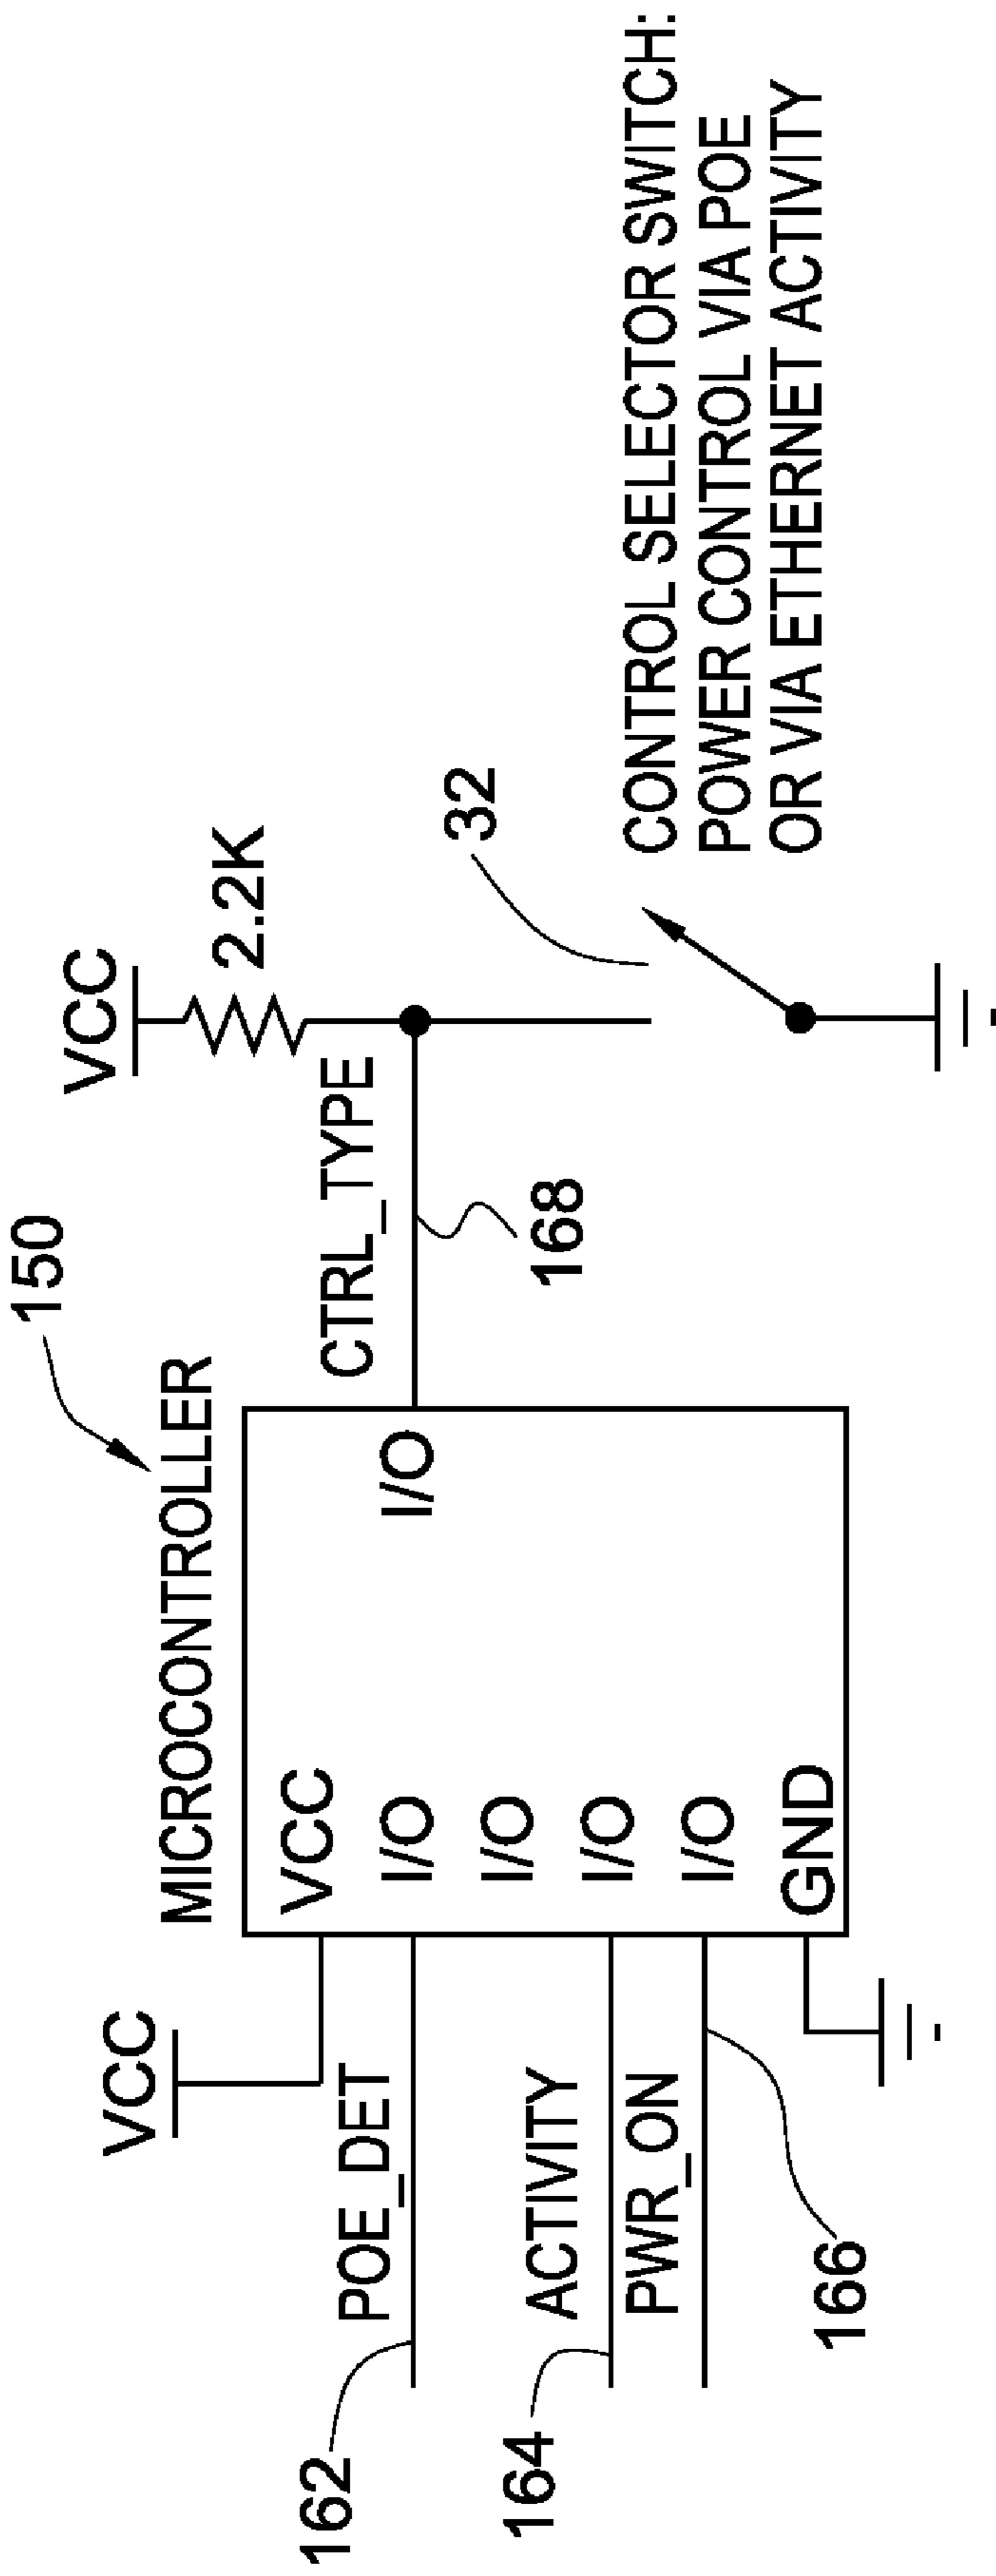 150
MICROCONTROLLER
VCC
VCC
2.2K
VCC
POE_DET
I/O
I/O
CTRL_TYPE
162
I/O
168
32
ACTIVITY
I/O
164
PWR_ON
I/O
166
GND
CONTROL SELECTOR SWITCH:
POWER CONTROL VIA POE
OR VIA ETHERNET ACTIVITY